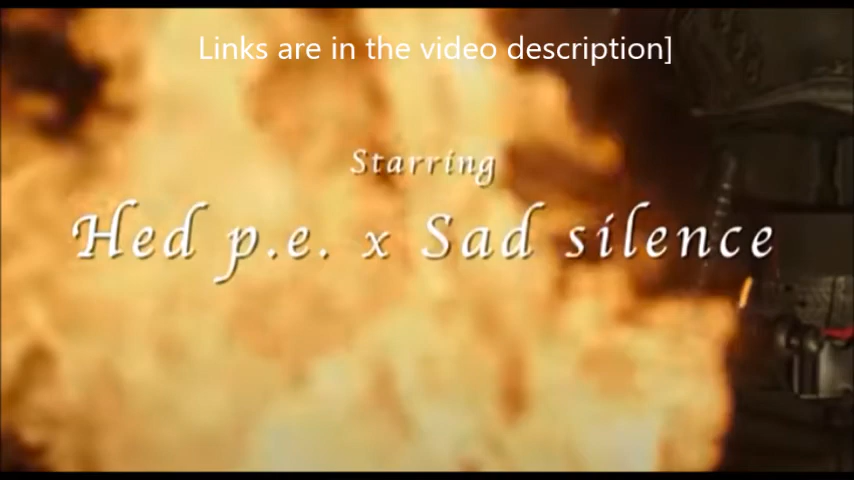 Links are in the video description]
Starring
Hed p.e. x Sad silence